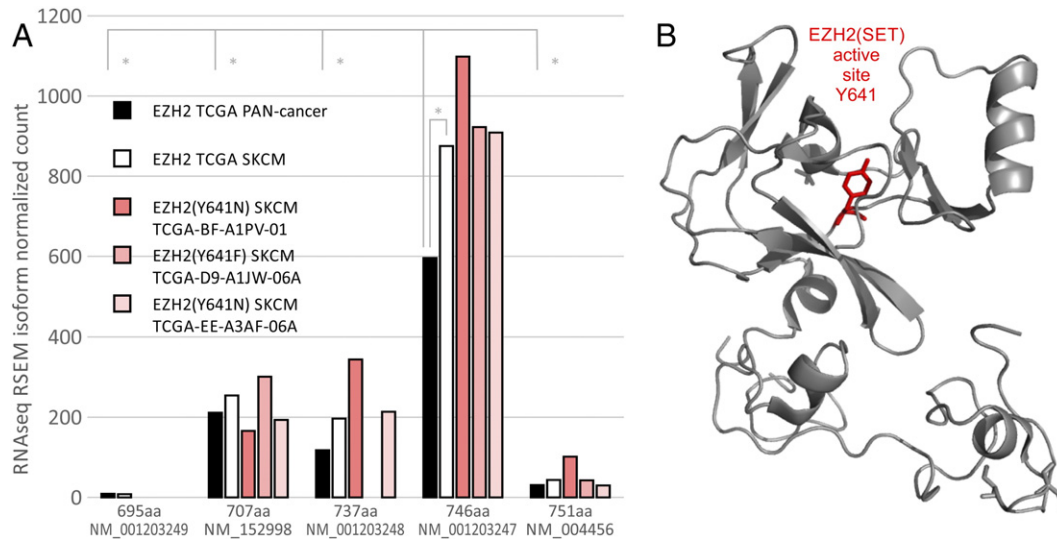 A
RNAseq RSEM isoform normalized count
1200
1000
800
600
400
200
0
*
*
*
*
*
EZH2 TCGA PAN-cancer
EZH2 TCGA SKCM
EZH2(Y641N) SKCM
TCGA-BF-A1PV-01
EZH2(Y641F) SKCM
TCGA-D9-A1JW-06A
EZH2(Y641N) SKCM
TCGA-EE-A3AF-06A
695aa
NM_001203249
707aa
NM_152998
737aa
NM_001203248
746aa
NM_001203247
751aa
NM_004456
B
EZH2(SET)
active
site
Y641